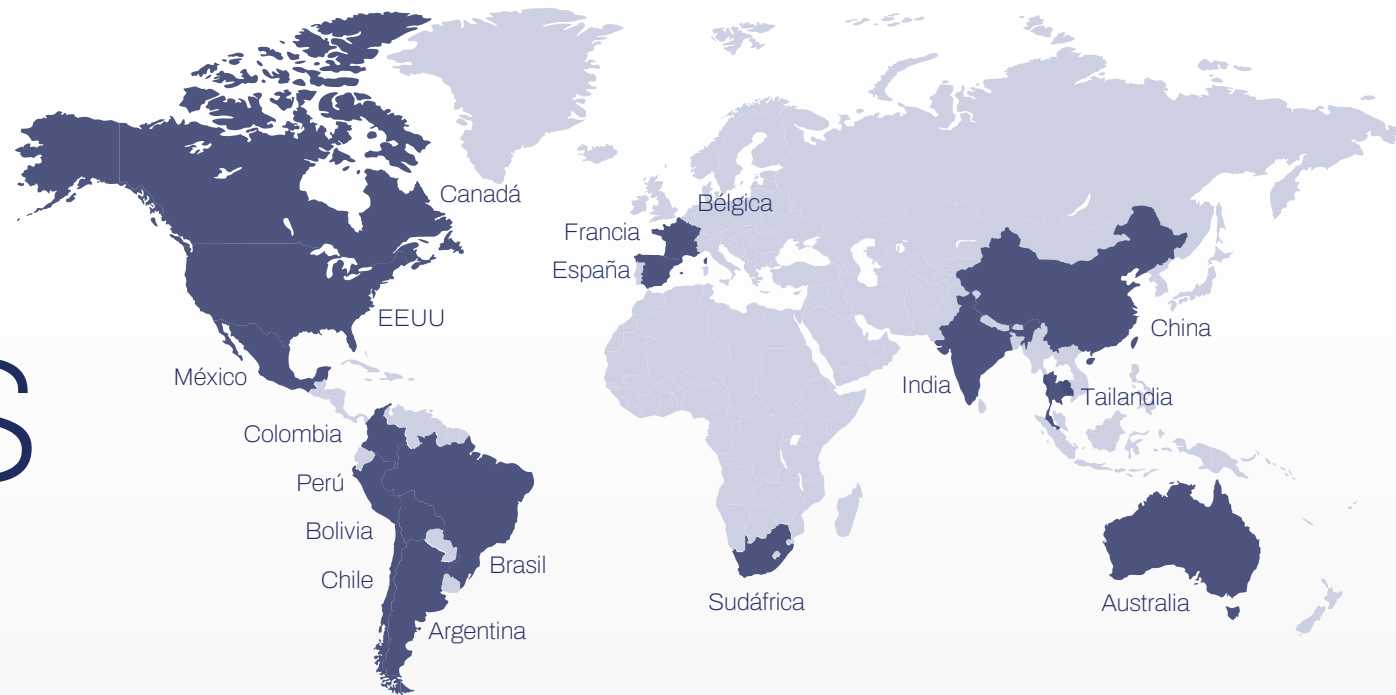 Canadá
Bélgica
Francia
España
EEUU
China
México
India
Tailandia
Colombia
Perú
Bolivia
Brasil
Chile
Sudáfrica
Australia
Argentina
S